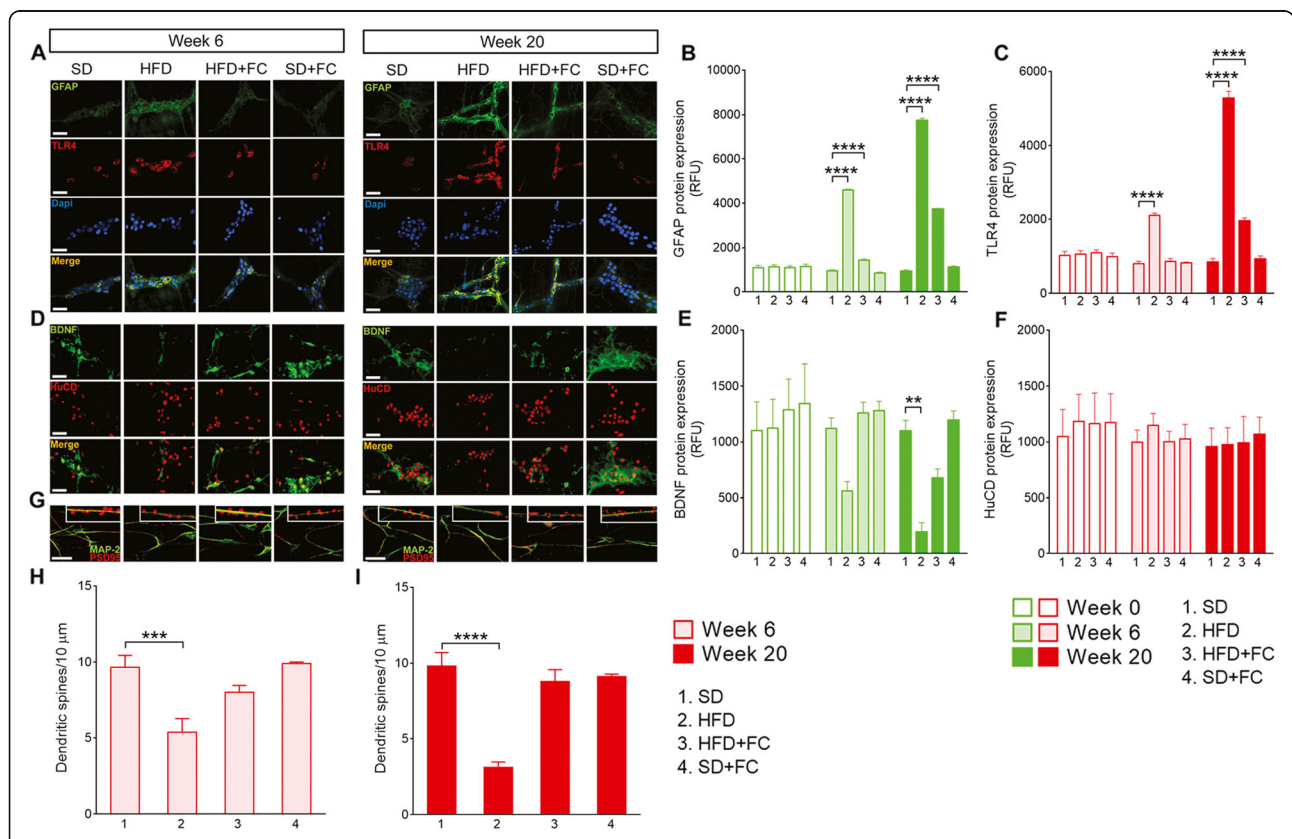 Week 6
Week 20
A
SD HFD HFD+FC SD+FC
SD HFD HFD+FC SD+FC
GFAP
GFAP
TLR4
TLR4
Dapi
Dapi
Merge
Merge
D
BDNF
BDNF
HuCD
HuCD
Merge
Merge
G
MAP-2
PSD95
MAP-2
PSD95
B
GFAP protein expression
(RFU)
10000
8000
6000
4000
2000
0
****
****
****
****
1 2 3 4 1 2 3 4 1 2 3 4
C
TLR4 protein expression
(RFU)
6000
4000
2000
0
****
****
****
1 2 3 4 1 2 3 4 1 2 3 4
E
BDNF protein expression
(RFU)
2000
1500
1000
500
0
**
1 2 3 4 1 2 3 4 1 2 3 4
F
HuCD protein expression
(RFU)
2000
1500
1000
500
0
1 2 3 4 1 2 3 4 1 2 3 4
H
Dendritic spines/10 µm
15
10
5
0
***
1 2 3 4
I
Dendritic spines/10 µm
15
10
5
0
****
1 2 3 4
Week 6
Week 20
1. SD
2. HFD
3. HFD+FC
4. SD+FC
Week 0
Week 6
Week 20
1. SD
2. HFD
3. HFD+FC
4. SD+FC